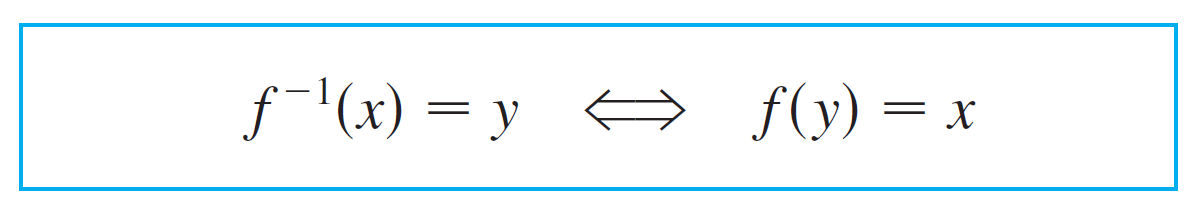 f⁻¹(x) = y ⟺ f(y) = x